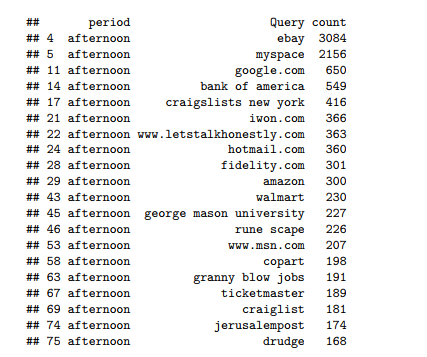 ## period Query count
## 4 afternoon ebay 3084
## 5 afternoon myspace 2156
## 11 afternoon google.com 650
## 14 afternoon bank of america 549
## 17 afternoon craigslists new york 416
## 21 afternoon iwon.com 366
## 22 afternoon www.letstalkhonestly.com 363
## 24 afternoon hotmail.com 360
## 28 afternoon fidelity.com 301
## 29 afternoon amazon 300
## 43 afternoon walmart 230
## 45 afternoon george mason university 227
## 46 afternoon rune scape 226
## 53 afternoon www.msn.com 207
## 58 afternoon copart 198
## 63 afternoon granny blow jobs 191
## 67 afternoon ticketmaster 189
## 69 afternoon craiglist 181
## 74 afternoon jerusalempost 174
## 75 afternoon drudge 168